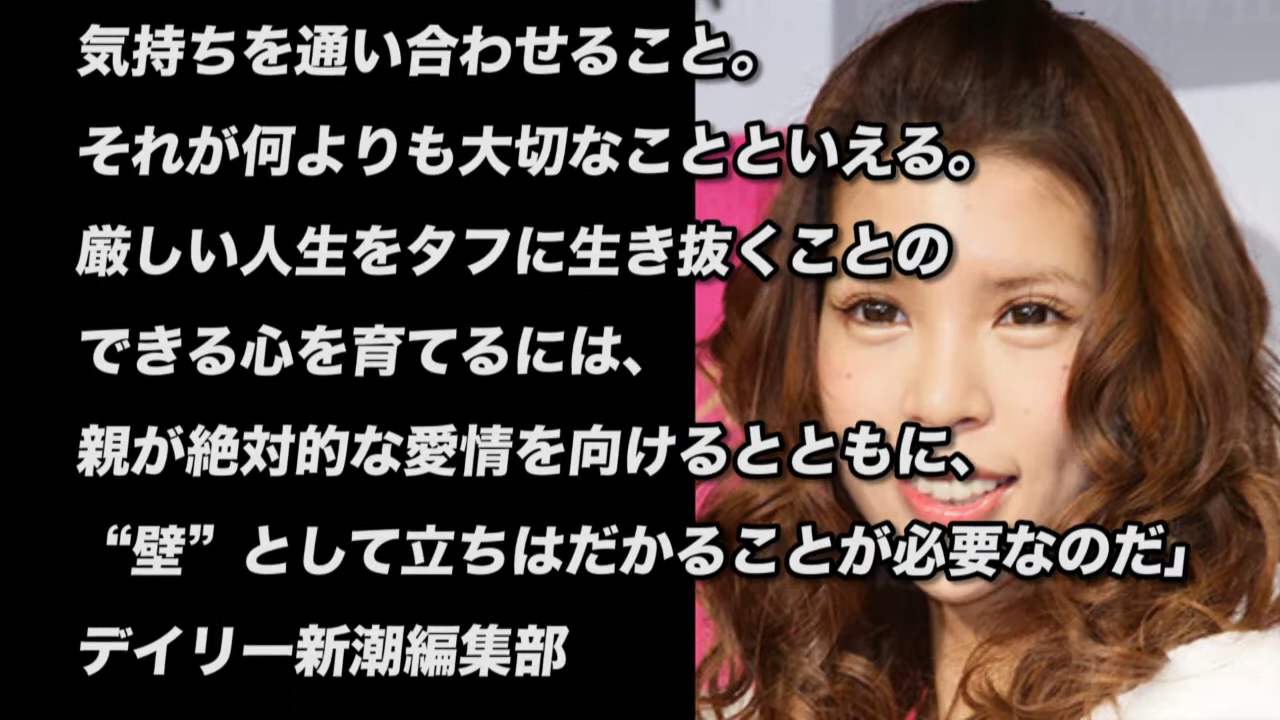 気持ちを通い合わせること。
それが何よりも大切なことといえる。
厳しい人生をタフに生き抜くことの
できる心を育てるには、
親が絶対的な愛情を向けるとともに、
“壁”として立ちはだかることが必要なのだ」
デイリー新潮編集部